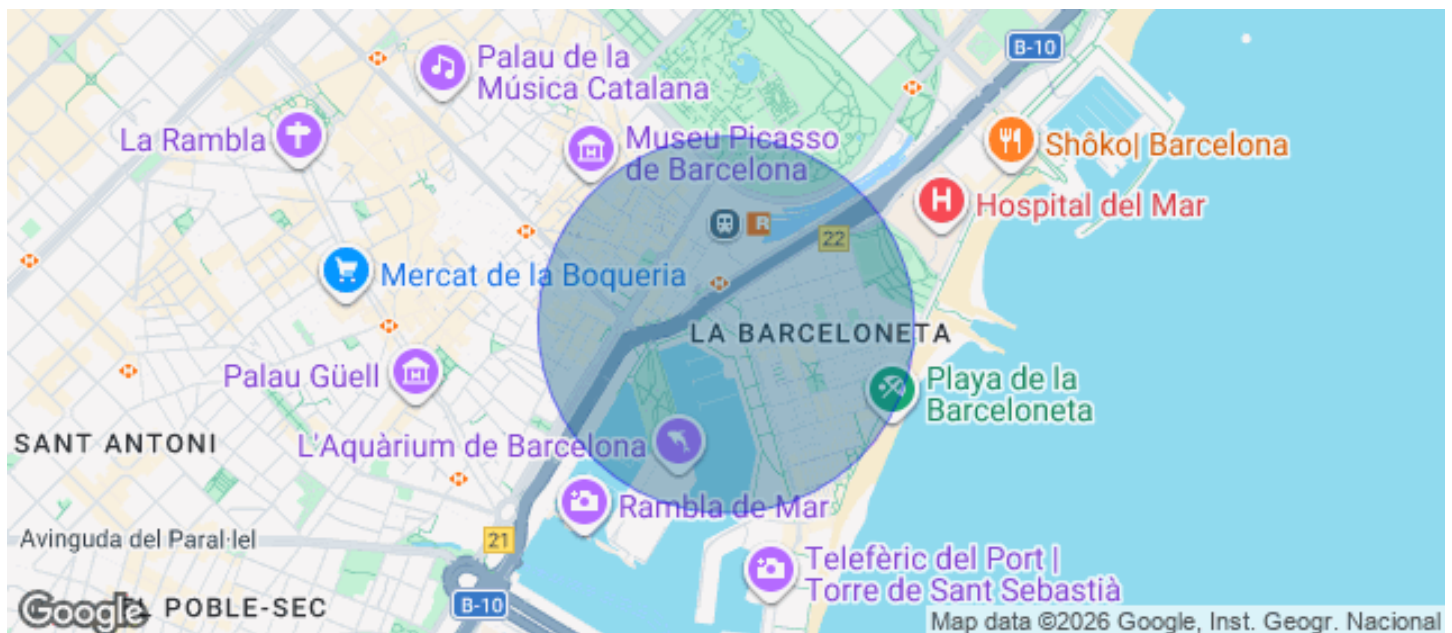 B-10
Palau de la
Música Catalana
La Rambla
Museu Picasso
de Barcelona
Shôko| Barcelona
H
Hospital del Mar
R
22
Mercat de la Boqueria
LA BARCELONETA
Palau Güell
Playa de la
Barceloneta
SANT ANTONI
L'Aquàrium de Barcelona
Rambla de Mar
Avinguda del Paral·lel
21
Telefèric del Port |
Torre de Sant Sebastià
Google
POBLE-SEC
B-10
Map data ©2026 Google, Inst. Geogr. Nacional